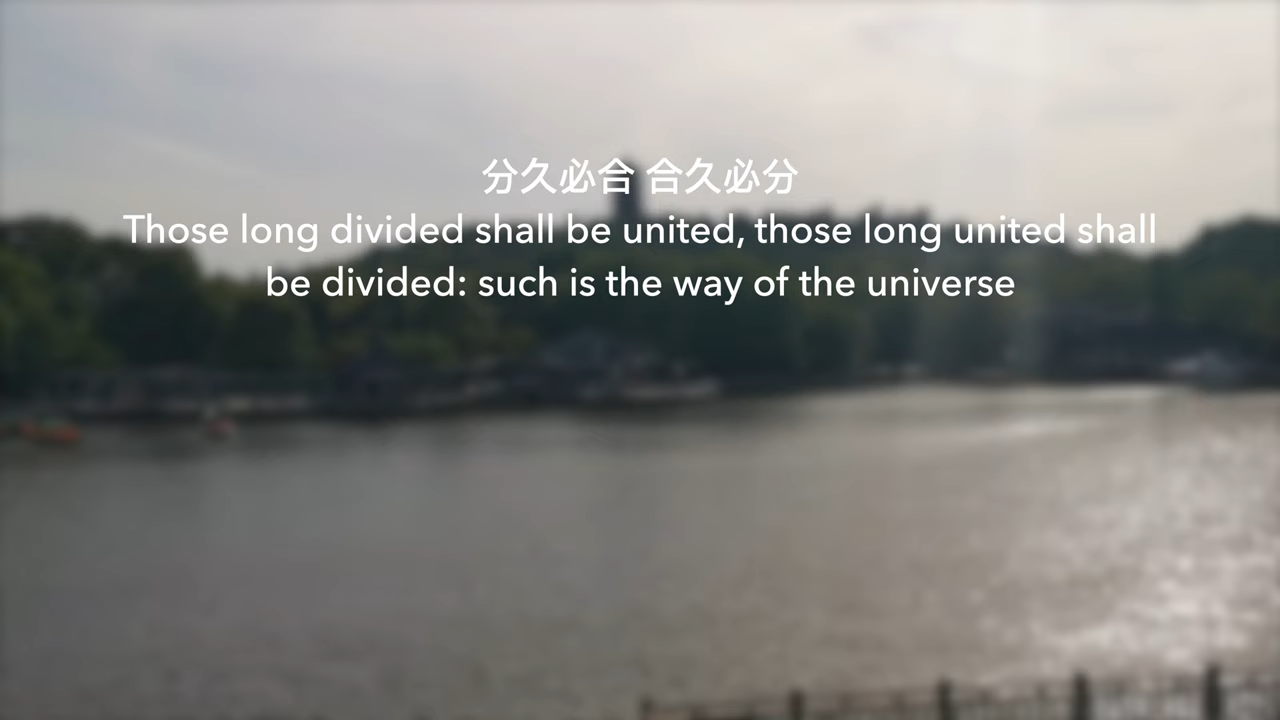 分久必合 合久必分
Those long divided shall be united, those long united shall
be divided: such is the way of the universe